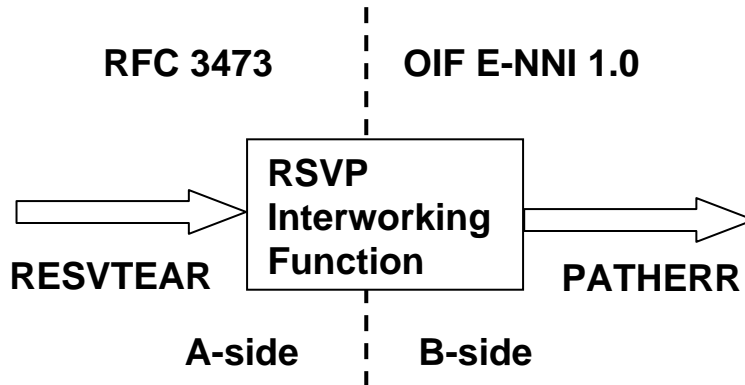 RFC 3473
OIF E-NNI 1.0
RSVP
Interworking
Function
RESVTEAR
PATHERR
A-side
B-side